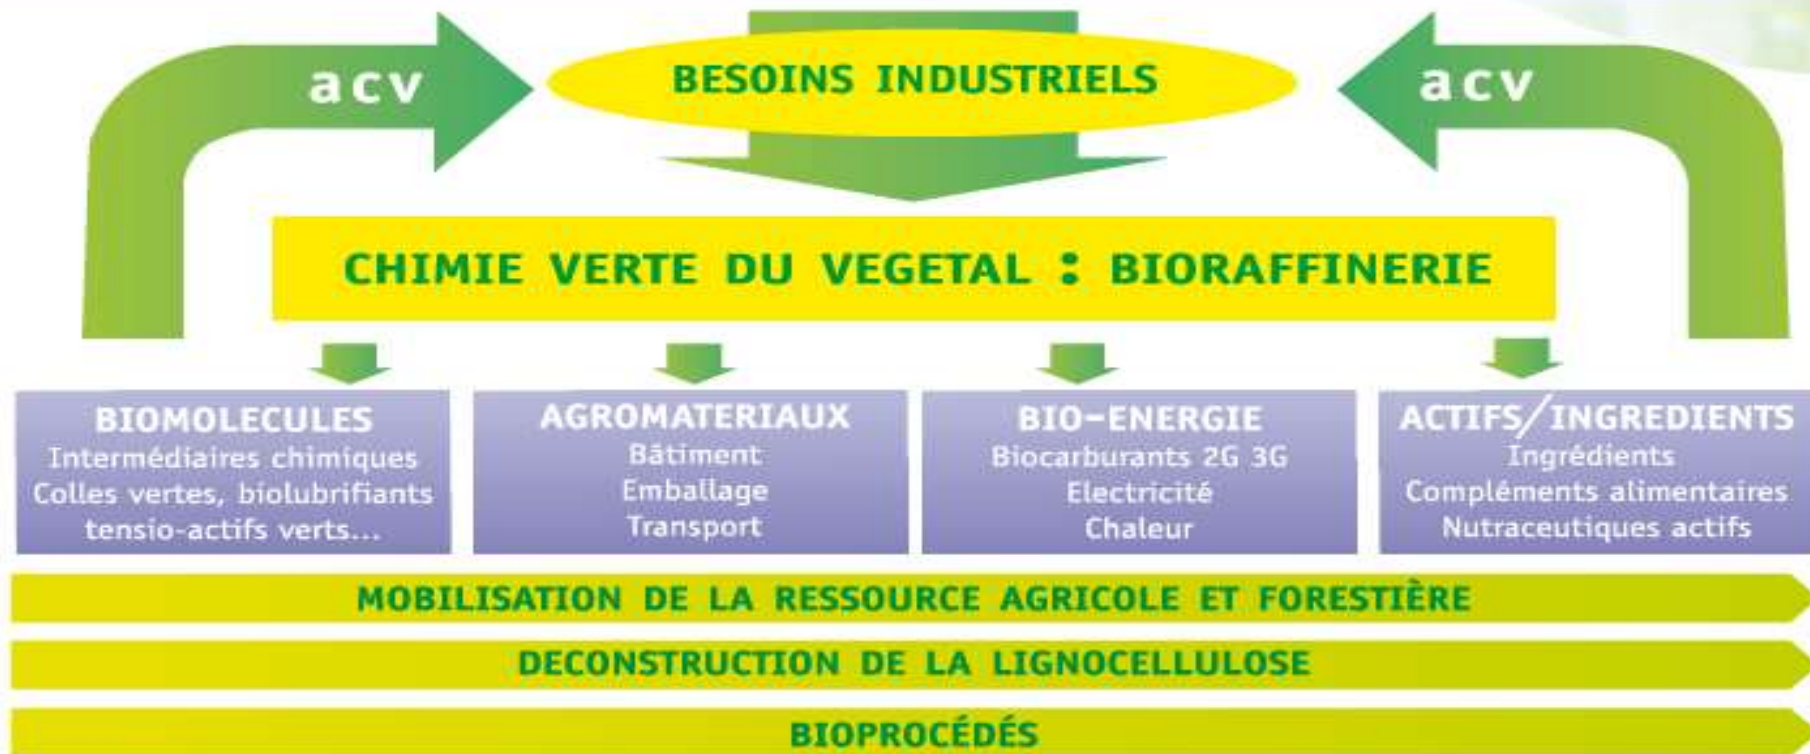 acv
BESOINS INDUSTRIELS
acv
CHIMIE VERTE DU VEGETAL : BIORAFFINERIE
BIOMOLECULES
Intermédiaires chimiques
Colles vertes, biolubrifiants
tensio-actifs verts...
AGROMATERIAUX
Bâtiment
Emballage
Transport
BIO-ENERGIE
Biocarburants 2G 3G
Electricité
Chaleur
ACTIFS/INGREDIENTS
Ingrédients
Compléments alimentaires
Nutraceutiques actifs
MOBILISATION DE LA RESSOURCE AGRICOLE ET FORESTIÈRE
DECONSTRUCTION DE LA LIGNOCELLULOSE
BIOPROCÉDÉS